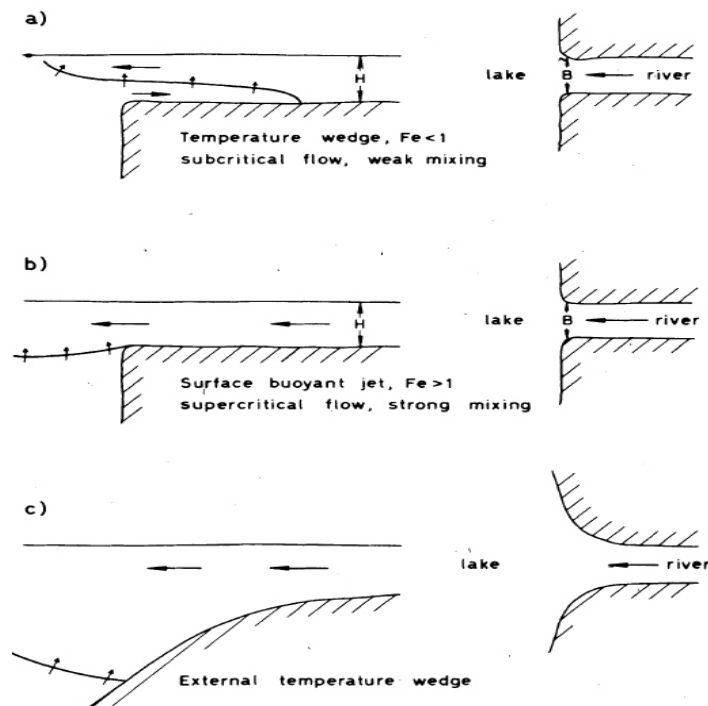 a)
H
lake B river
Temperature wedge, Fe<1
subcritical flow, weak mixing
b)
H
lake B river
Surface buoyant jet, Fe>1
supercritical flow, strong mixing
c)
lake river
External temperature wedge